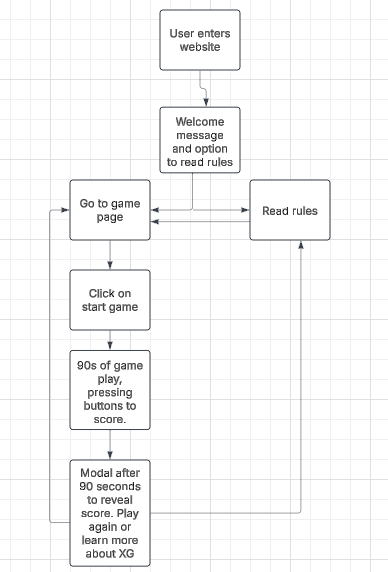 User enters
website
Welcome
message
and option
to read rules
Go to game
page
Read rules
Click on
start game
90s of game
play,
pressing
buttons to
score.
Modal after
90 seconds
to reveal
score. Play
again or
learn more
about XG